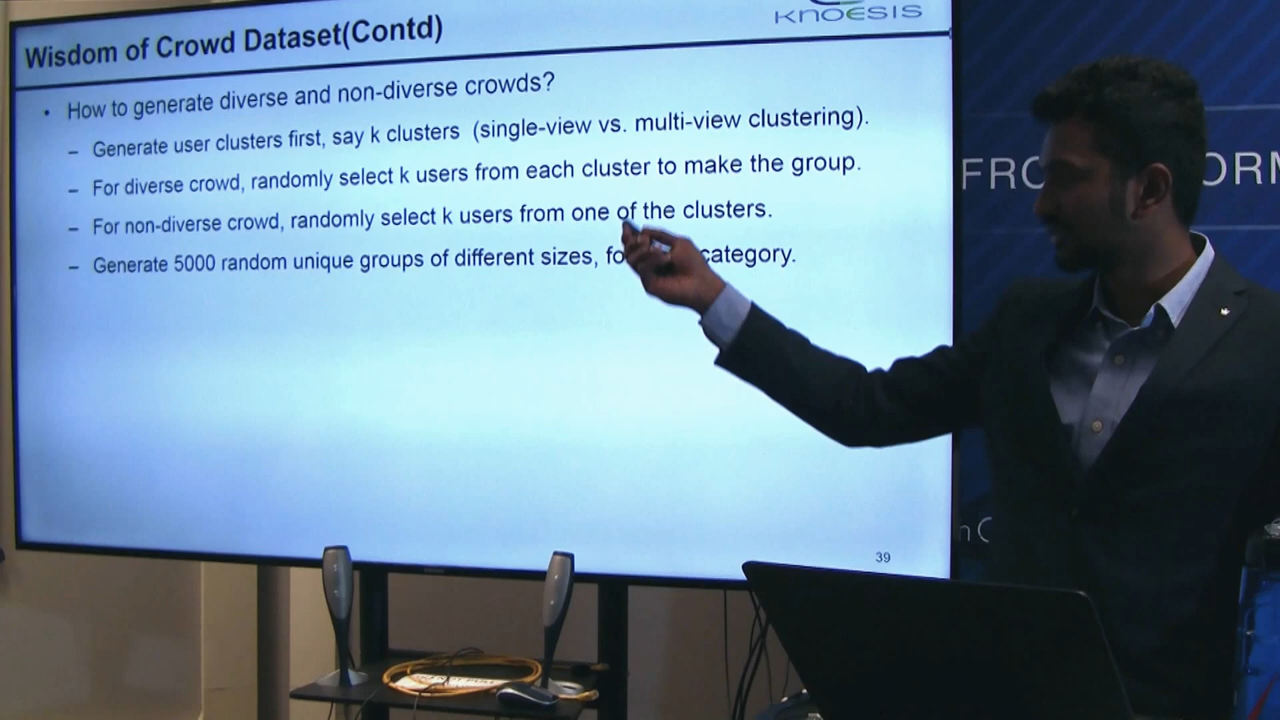 Wisdom of Crowd Dataset(Contd)
KNOESIS
• How to generate diverse and non-diverse crowds?
– Generate user clusters first, say k clusters (single-view vs. multi-view clustering).
– For diverse crowd, randomly select k users from each cluster to make the group.
– For non-diverse crowd, randomly select k users from one of the clusters.
– Generate 5000 random unique groups of different sizes, category.
39